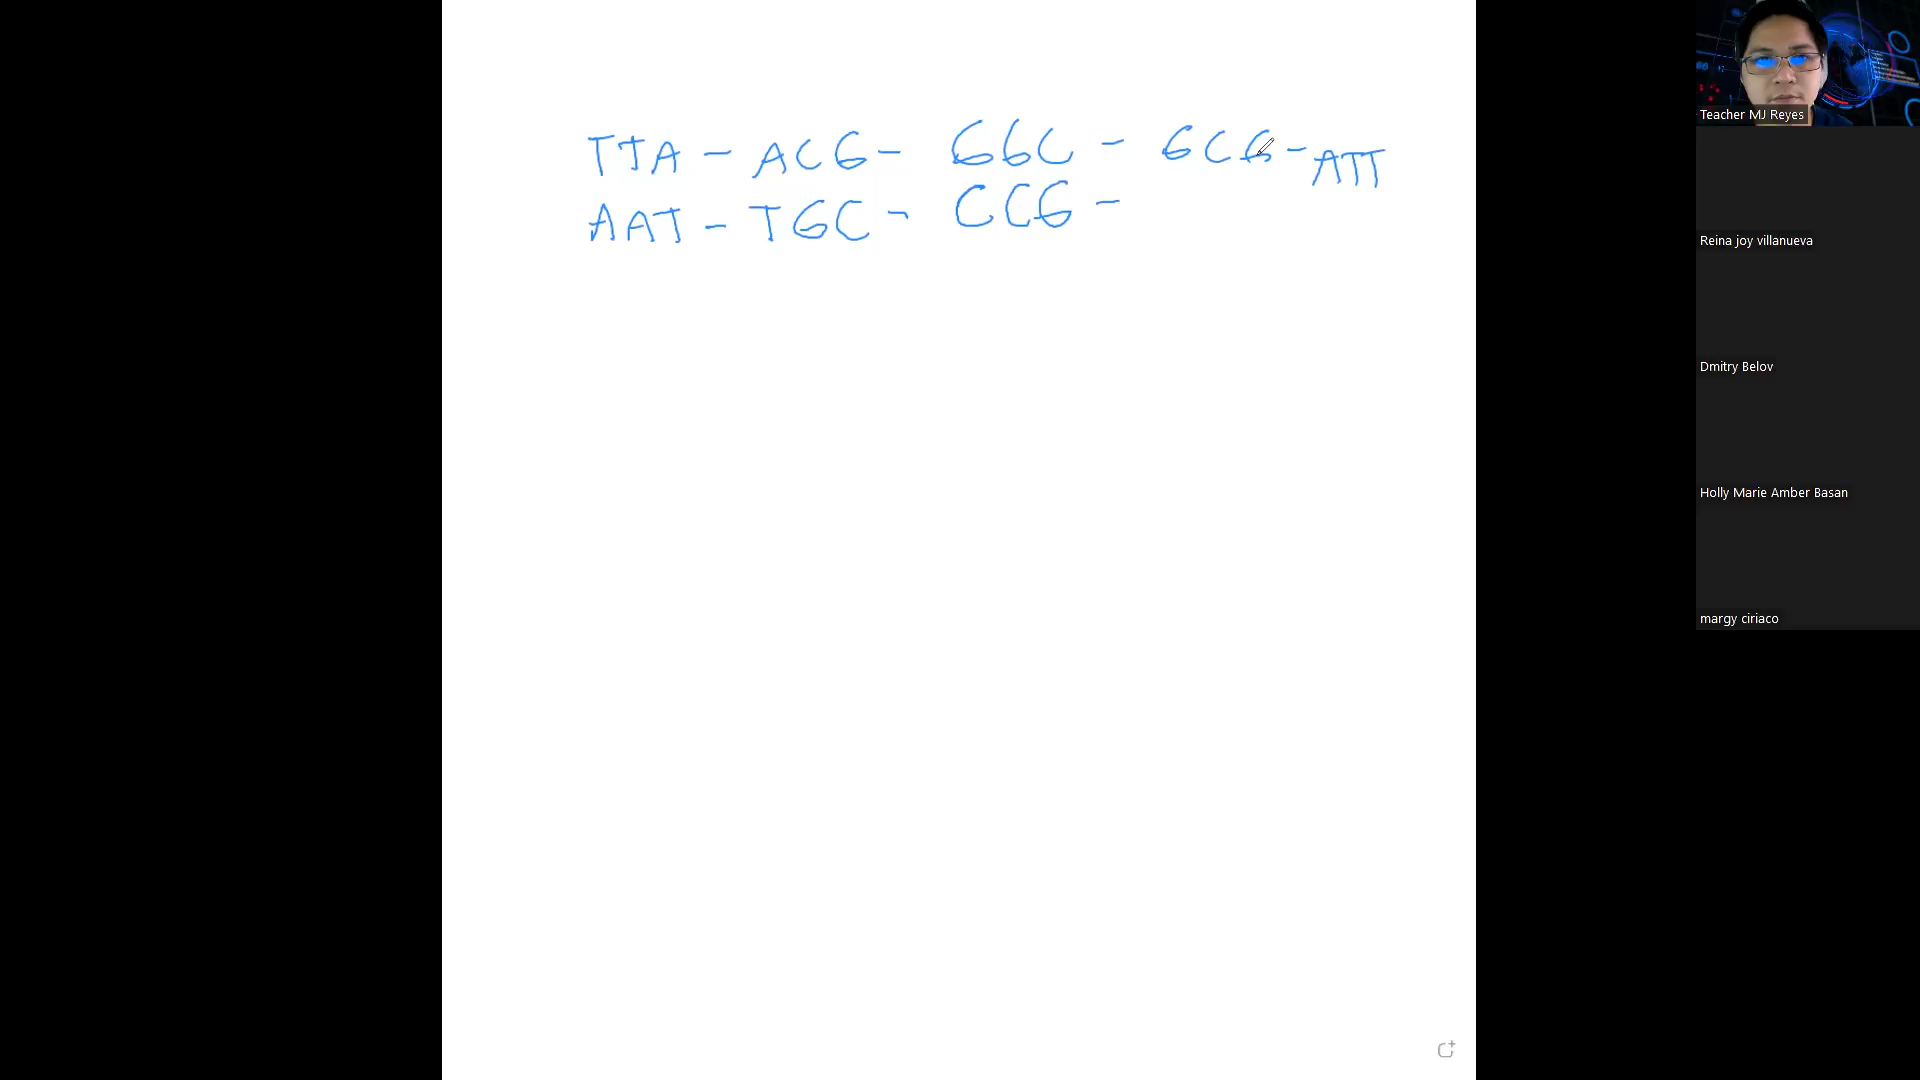 TTA - ACG - GGC - GCG - ATT
AAT - TGC - CCG -
Teacher MJ Reyes
Reina joy villanueva
Dmitry Belov
Holly Marie Amber Basan
margy ciriaco